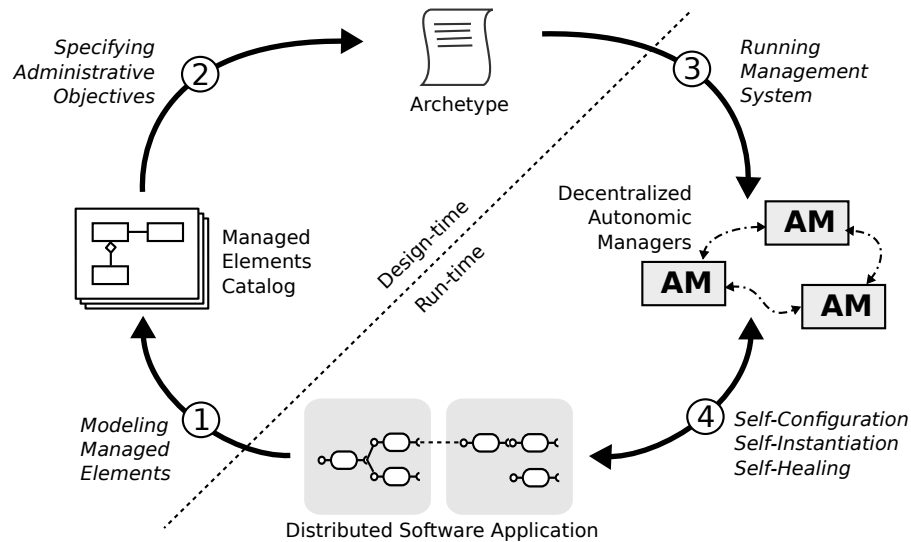 Specifying
Administrative
Objectives
2
Archetype
3
Running
Management
System
Managed
Elements
Catalog
Design-time
Run-time
Decentralized
Autonomic
Managers
AM
AM
AM
1
Modeling
Managed
Elements
4
Self-Configuration
Self-Instantiation
Self-Healing
Distributed Software Application